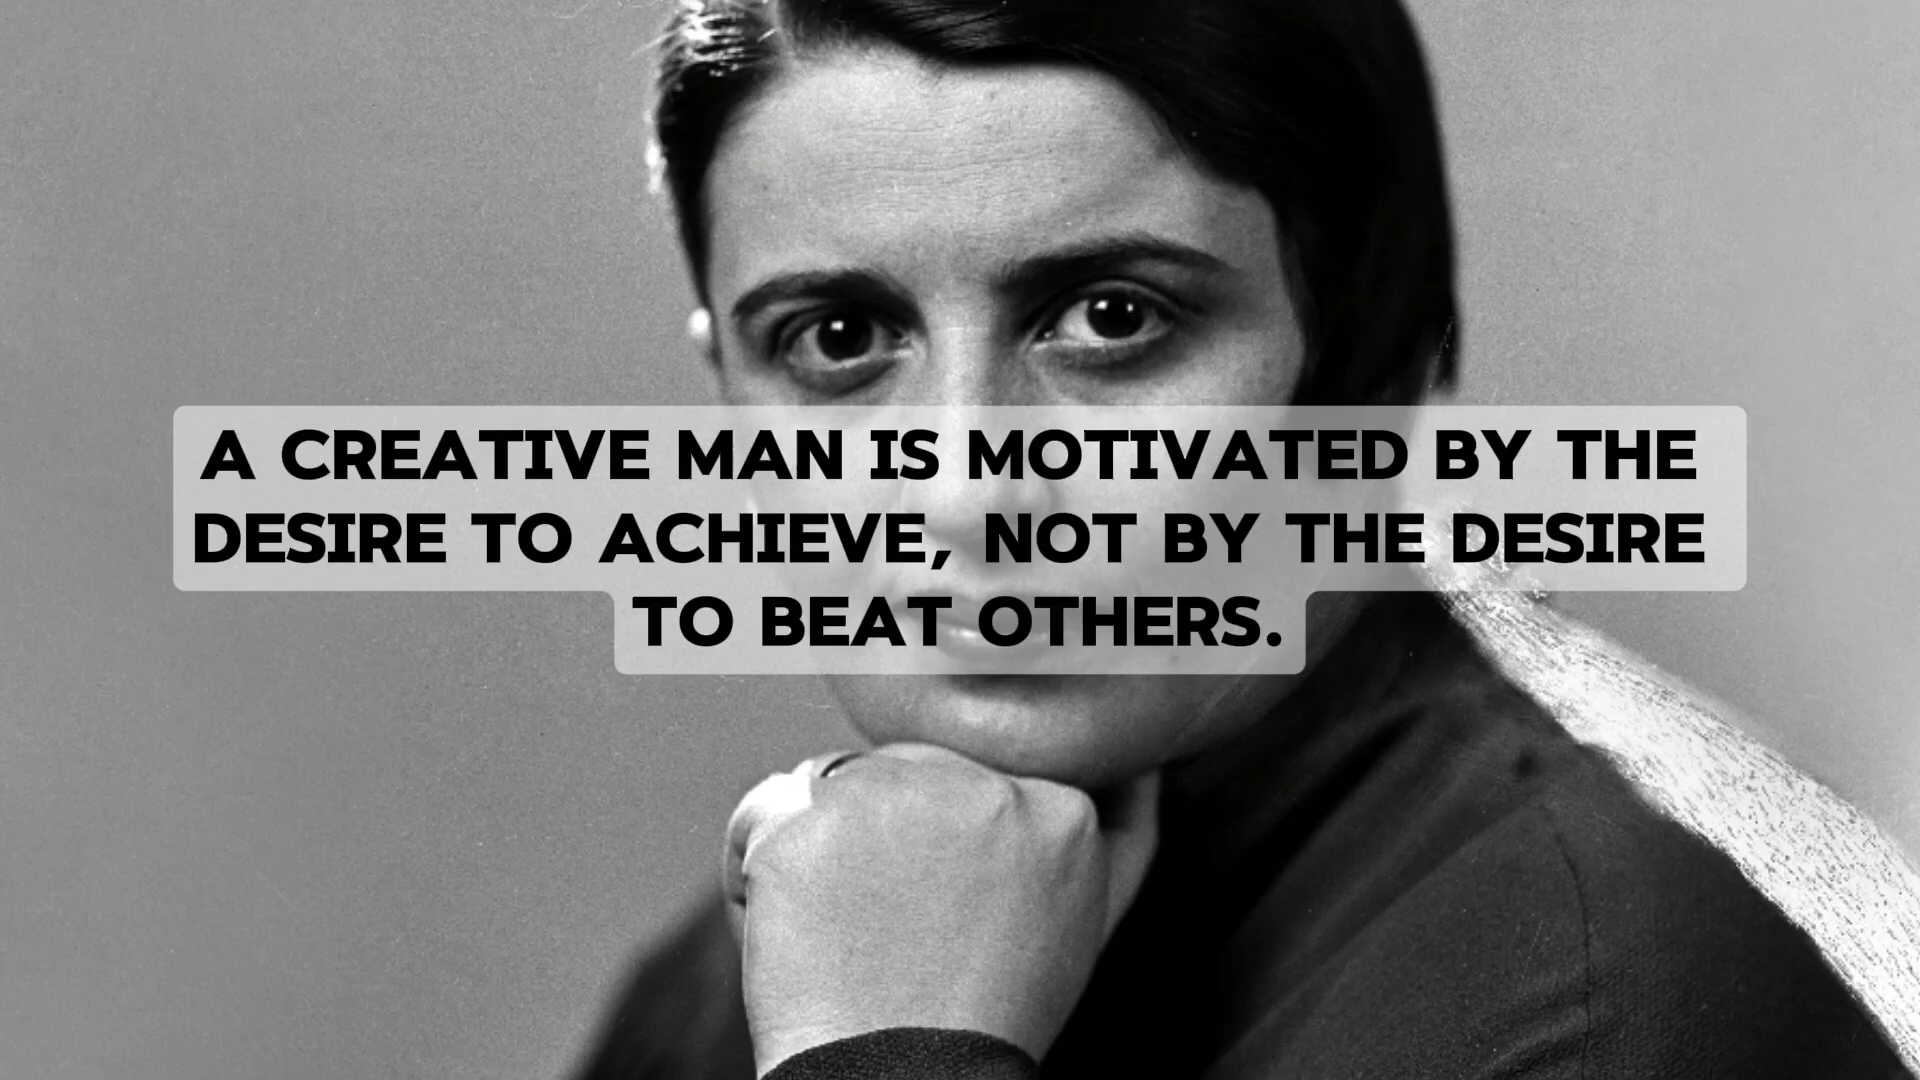 A CREATIVE MAN IS MOTIVATED BY THE
DESIRE TO ACHIEVE, NOT BY THE DESIRE
TO BEAT OTHERS.